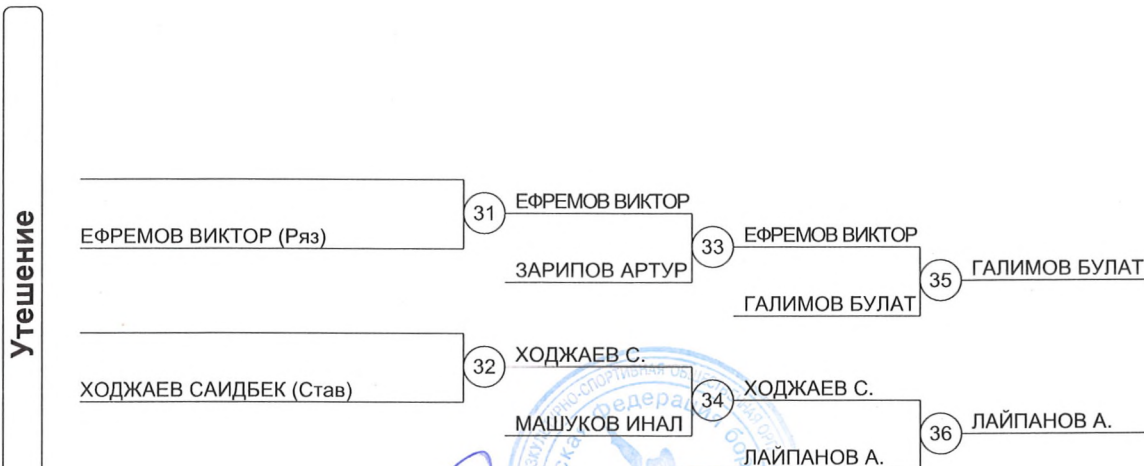 Утешение
31
ЕФРЕМОВ ВИКТОР (Ряз)
ЕФРЕМОВ ВИКТОР
33
ЗАРИПОВ АРТУР
ЕФРЕМОВ ВИКТОР
35
ГАЛИМОВ БУЛАТ
ГАЛИМОВ БУЛАТ
32
ХОДЖАЕВ САИДБЕК (Став)
ХОДЖАЕВ С.
34
МАШУКОВ ИНАЛ
ХОДЖАЕВ С.
36
ЛАЙПАНОВ А.
ЛАЙПАНОВ А.